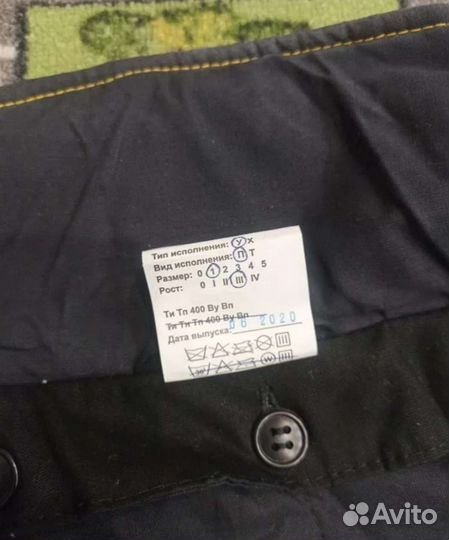 Тип исполнения: У Х
Вид исполнения: П Т
Размер: 0 1 2 3 4 5
Рост: 0 I II III IV
Ти Тп 400 Ву Вп
Ти Ти Тп 400 Ву Вп
Дата выпуска: 06 2020
W
Avito